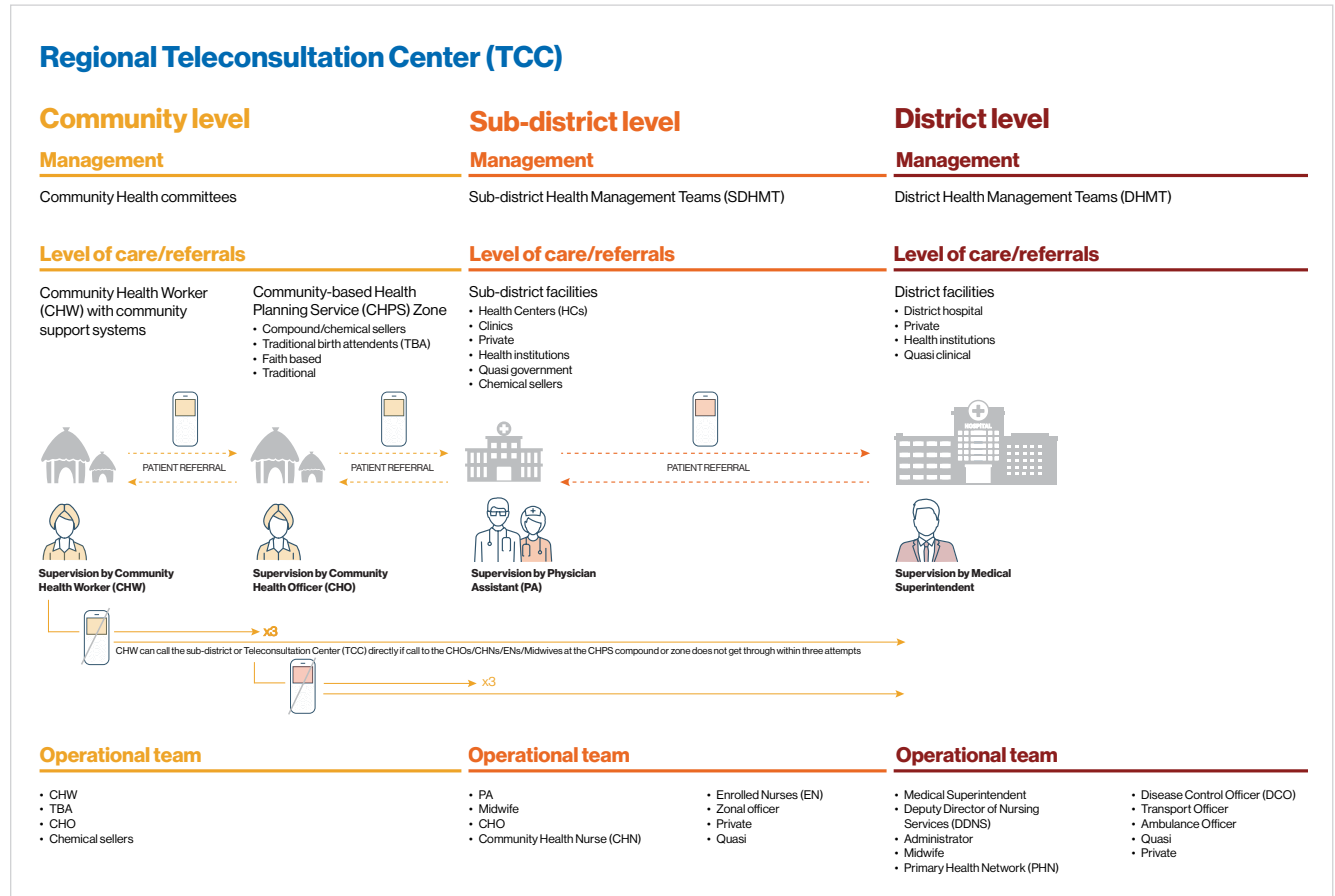 Regional Teleconsultation Center (TCC)
Community level
Management
Community Health committees
Sub-district level
Management
Sub-district Health Management Teams (SDHMT)
District level
Management
District Health Management Teams (DHMT)
Level of care/referrals
Community Health Worker
(CHW) with community
support systems
Community-based Health
Planning Service (CHPS) Zone
• Compound/chemical sellers
• Traditional birth attendents (TBA)
• Faith based
• Traditional
Level of care/referrals
Sub-district facilities
• Health Centers (HCs)
• Clinics
• Private
• Health institutions
• Quasi government
• Chemical sellers
Level of care/referrals
District facilities
• District hospital
• Private
• Health institutions
• Quasi clinical
PATIENT REFERRAL
PATIENT REFERRAL
PATIENT REFERRAL
HOSPITAL
Supervision by Community
Health Worker (CHW)
Supervision by Community
Health Officer (CHO)
Supervision by Physician
Assistant (PA)
Supervision by Medical
Superintendent
x3
CHW can call the sub-district or Teleconsultation Center (TCC) directly if call to the CHOs/CHNs/ENs/Midwives at the CHPS compound or zone does not get through within three attempts
x3
Operational team
• CHW
• TBA
• CHO
• Chemical sellers
Operational team
• PA
• Midwife
• CHO
• Community Health Nurse (CHN)
• Enrolled Nurses (EN)
• Zonal officer
• Private
• Quasi
Operational team
• Medical Superintendent
• Deputy Director of Nursing
Services (DDNS)
• Administrator
• Midwife
• Primary Health Network (PHN)
• Disease Control Officer (DCO)
• Transport Officer
• Ambulance Officer
• Quasi
• Private